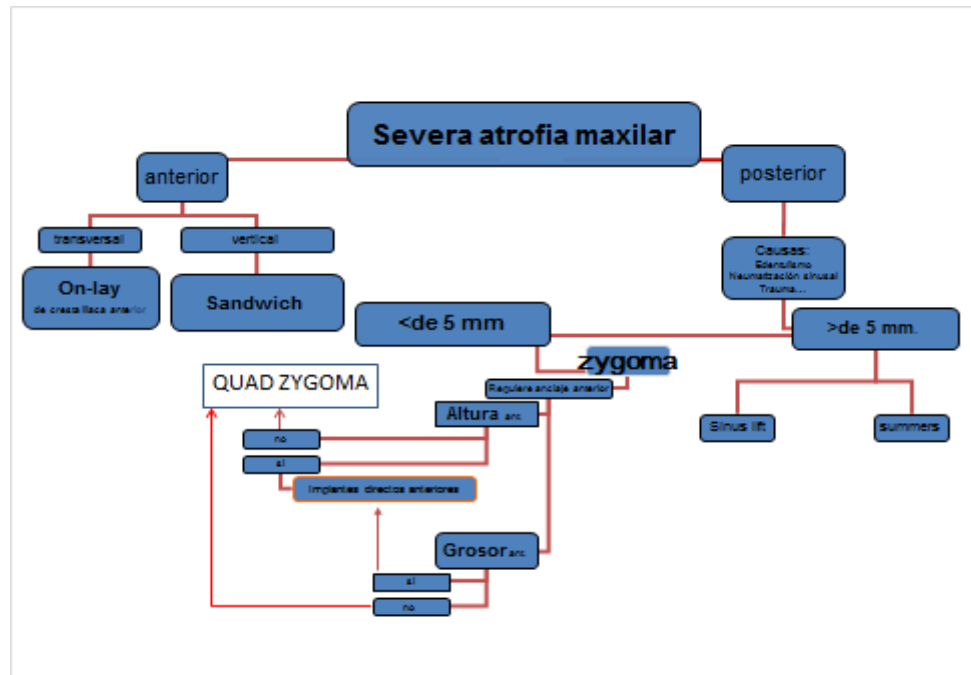 Severa atrofia maxilar
anterior
posterior
transversal
vertical
On-lay
de cresta iliaca anterior
Sandwich
Causas:
Edentulismo
Neumatización sinusal
Trauma...
<de 5 mm
>de 5 mm.
zygoma
Requiere anclaje anterior
QUAD ZYGOMA
Altura anc
no
si
Implantes directos anteriores
Sinus lift
summers
Grosor anc
si
no